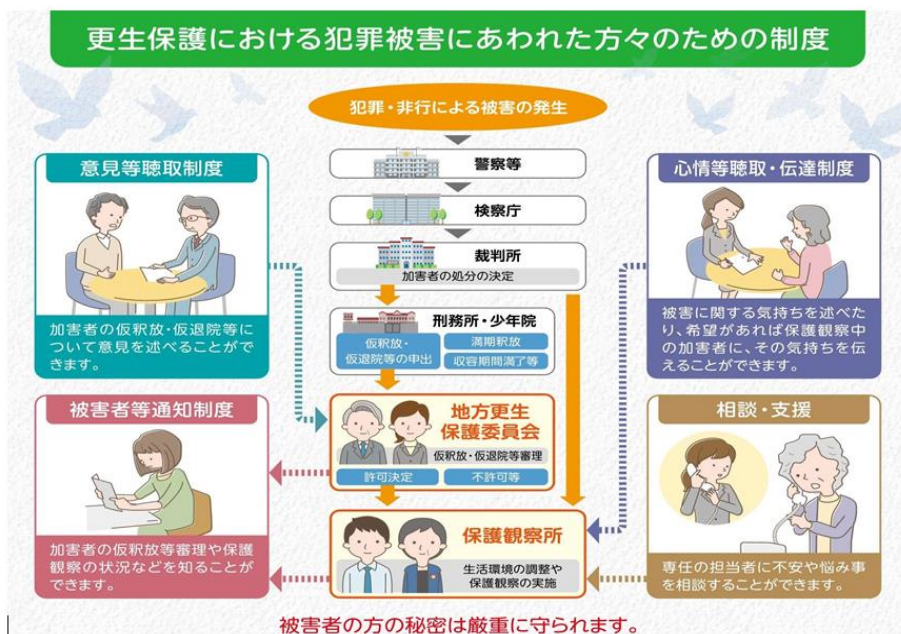 更生保護における犯罪被害にあわれた方々のための制度
犯罪・非行による被害の発生
警察等
検察庁
裁判所
加害者の処分の決定
刑務所・少年院
仮釈放・
仮退院等の申出
満期釈放
収容期間満了等
地方更生
保護委員会
仮釈放・仮退院等審理
許可決定
不許可等
保護観察所
生活環境の調整や
保護観察の実施
意見等聴取制度
加害者の仮釈放・仮退院等に
ついて意見を述べることがで
きます。
被害者等通知制度
加害者の仮釈放等審理や保護
観察の状況などを知ることが
できます。
心情等聴取・伝達制度
被害に関する気持ちを述べた
り、希望があれば保護観察中
の加害者に、その気持ちを伝
えることができます。
相談・支援
専任の担当者に不安や悩み事
を相談することができます。
被害者の方の秘密は厳重に守られます。